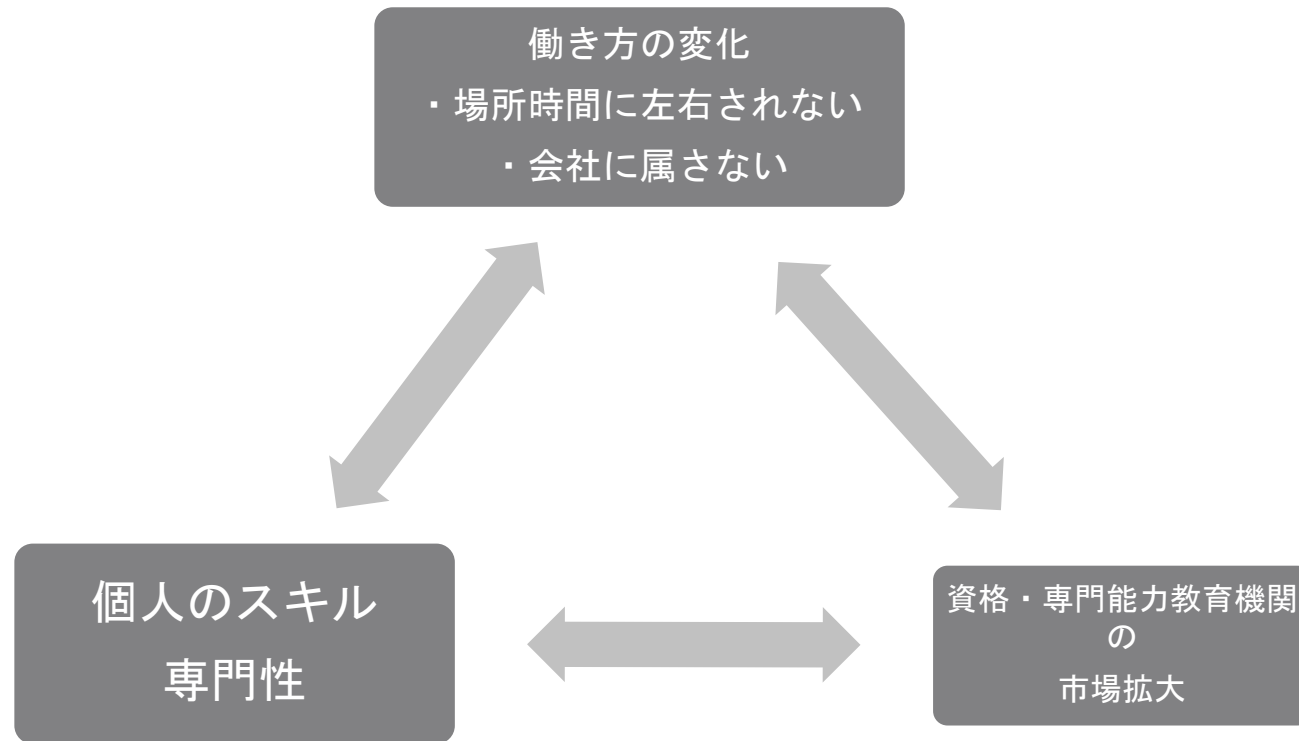 働き方の変化
・場所時間に左右されない
・会社に属さない
個人のスキル
専門性
資格・専門能力教育機関
の
市場拡大